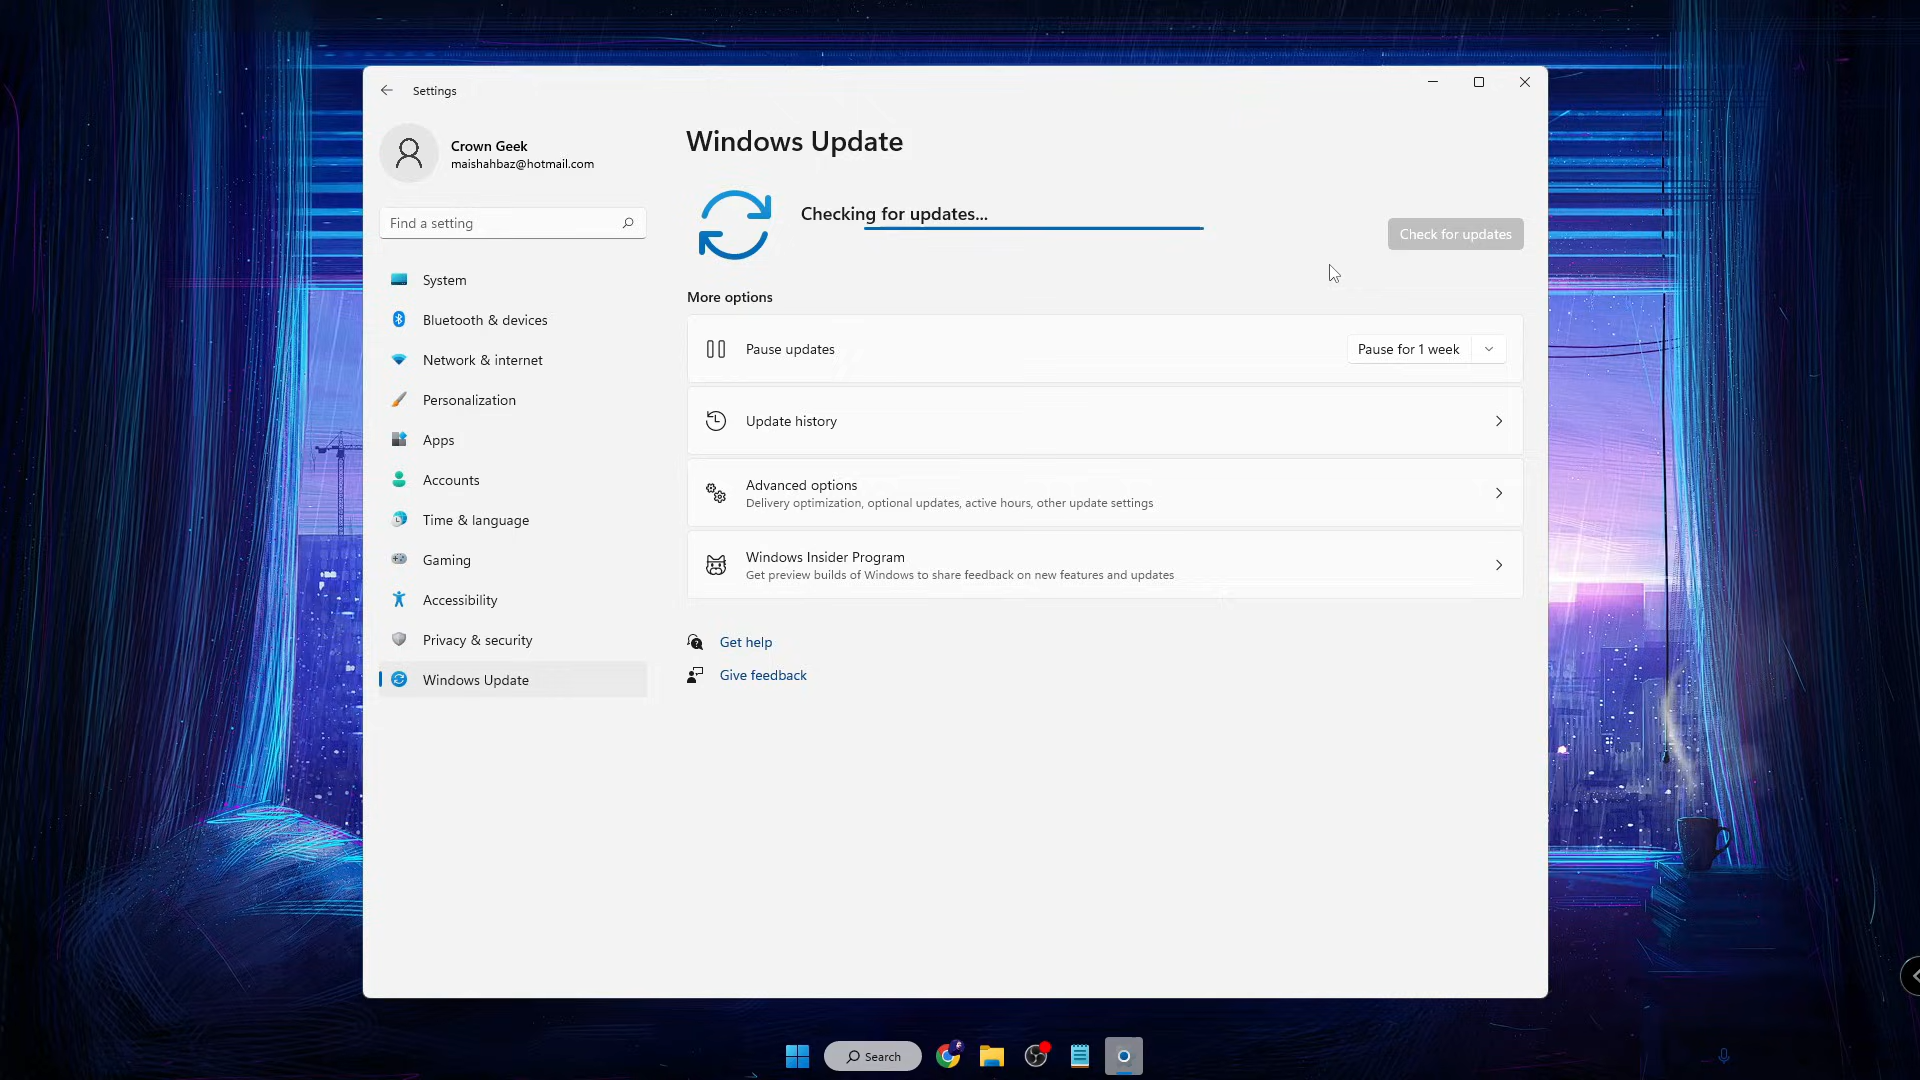 Settings
Crown Geek
maishahbaz@hotmail.com
Find a setting
System
Bluetooth & devices
Network & internet
Personalization
Apps
Accounts
Time & language
Gaming
Accessibility
Privacy & security
Windows Update
Windows Update
Checking for updates...
Check for updates
More options
Pause updates
Pause for 1 week
Update history
Advanced options
Delivery optimization, optional updates, active hours, other update settings
Windows Insider Program
Get preview builds of Windows to share feedback on new features and updates
Get help
Give feedback
Search